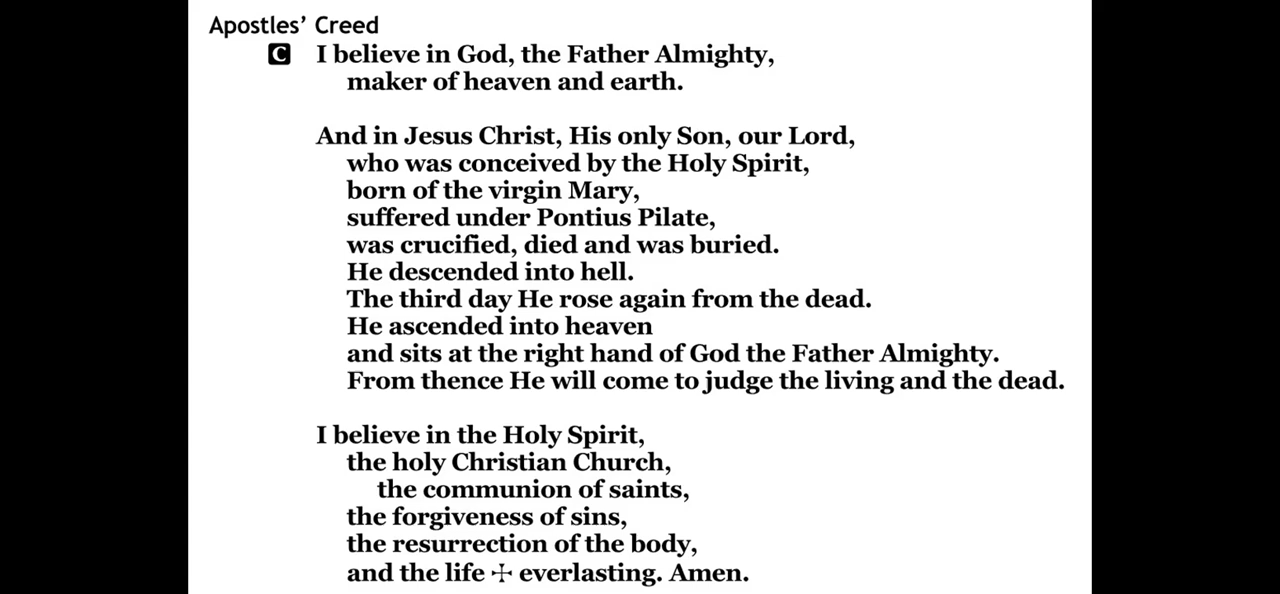 Apostles’ Creed
C I believe in God, the Father Almighty,
maker of heaven and earth.
And in Jesus Christ, His only Son, our Lord,
who was conceived by the Holy Spirit,
born of the virgin Mary,
suffered under Pontius Pilate,
was crucified, died and was buried.
He descended into hell.
The third day He rose again from the dead.
He ascended into heaven
and sits at the right hand of God the Father Almighty.
From thence He will come to judge the living and the dead.
I believe in the Holy Spirit,
the holy Christian Church,
the communion of saints,
the forgiveness of sins,
the resurrection of the body,
and the life ☩ everlasting. Amen.